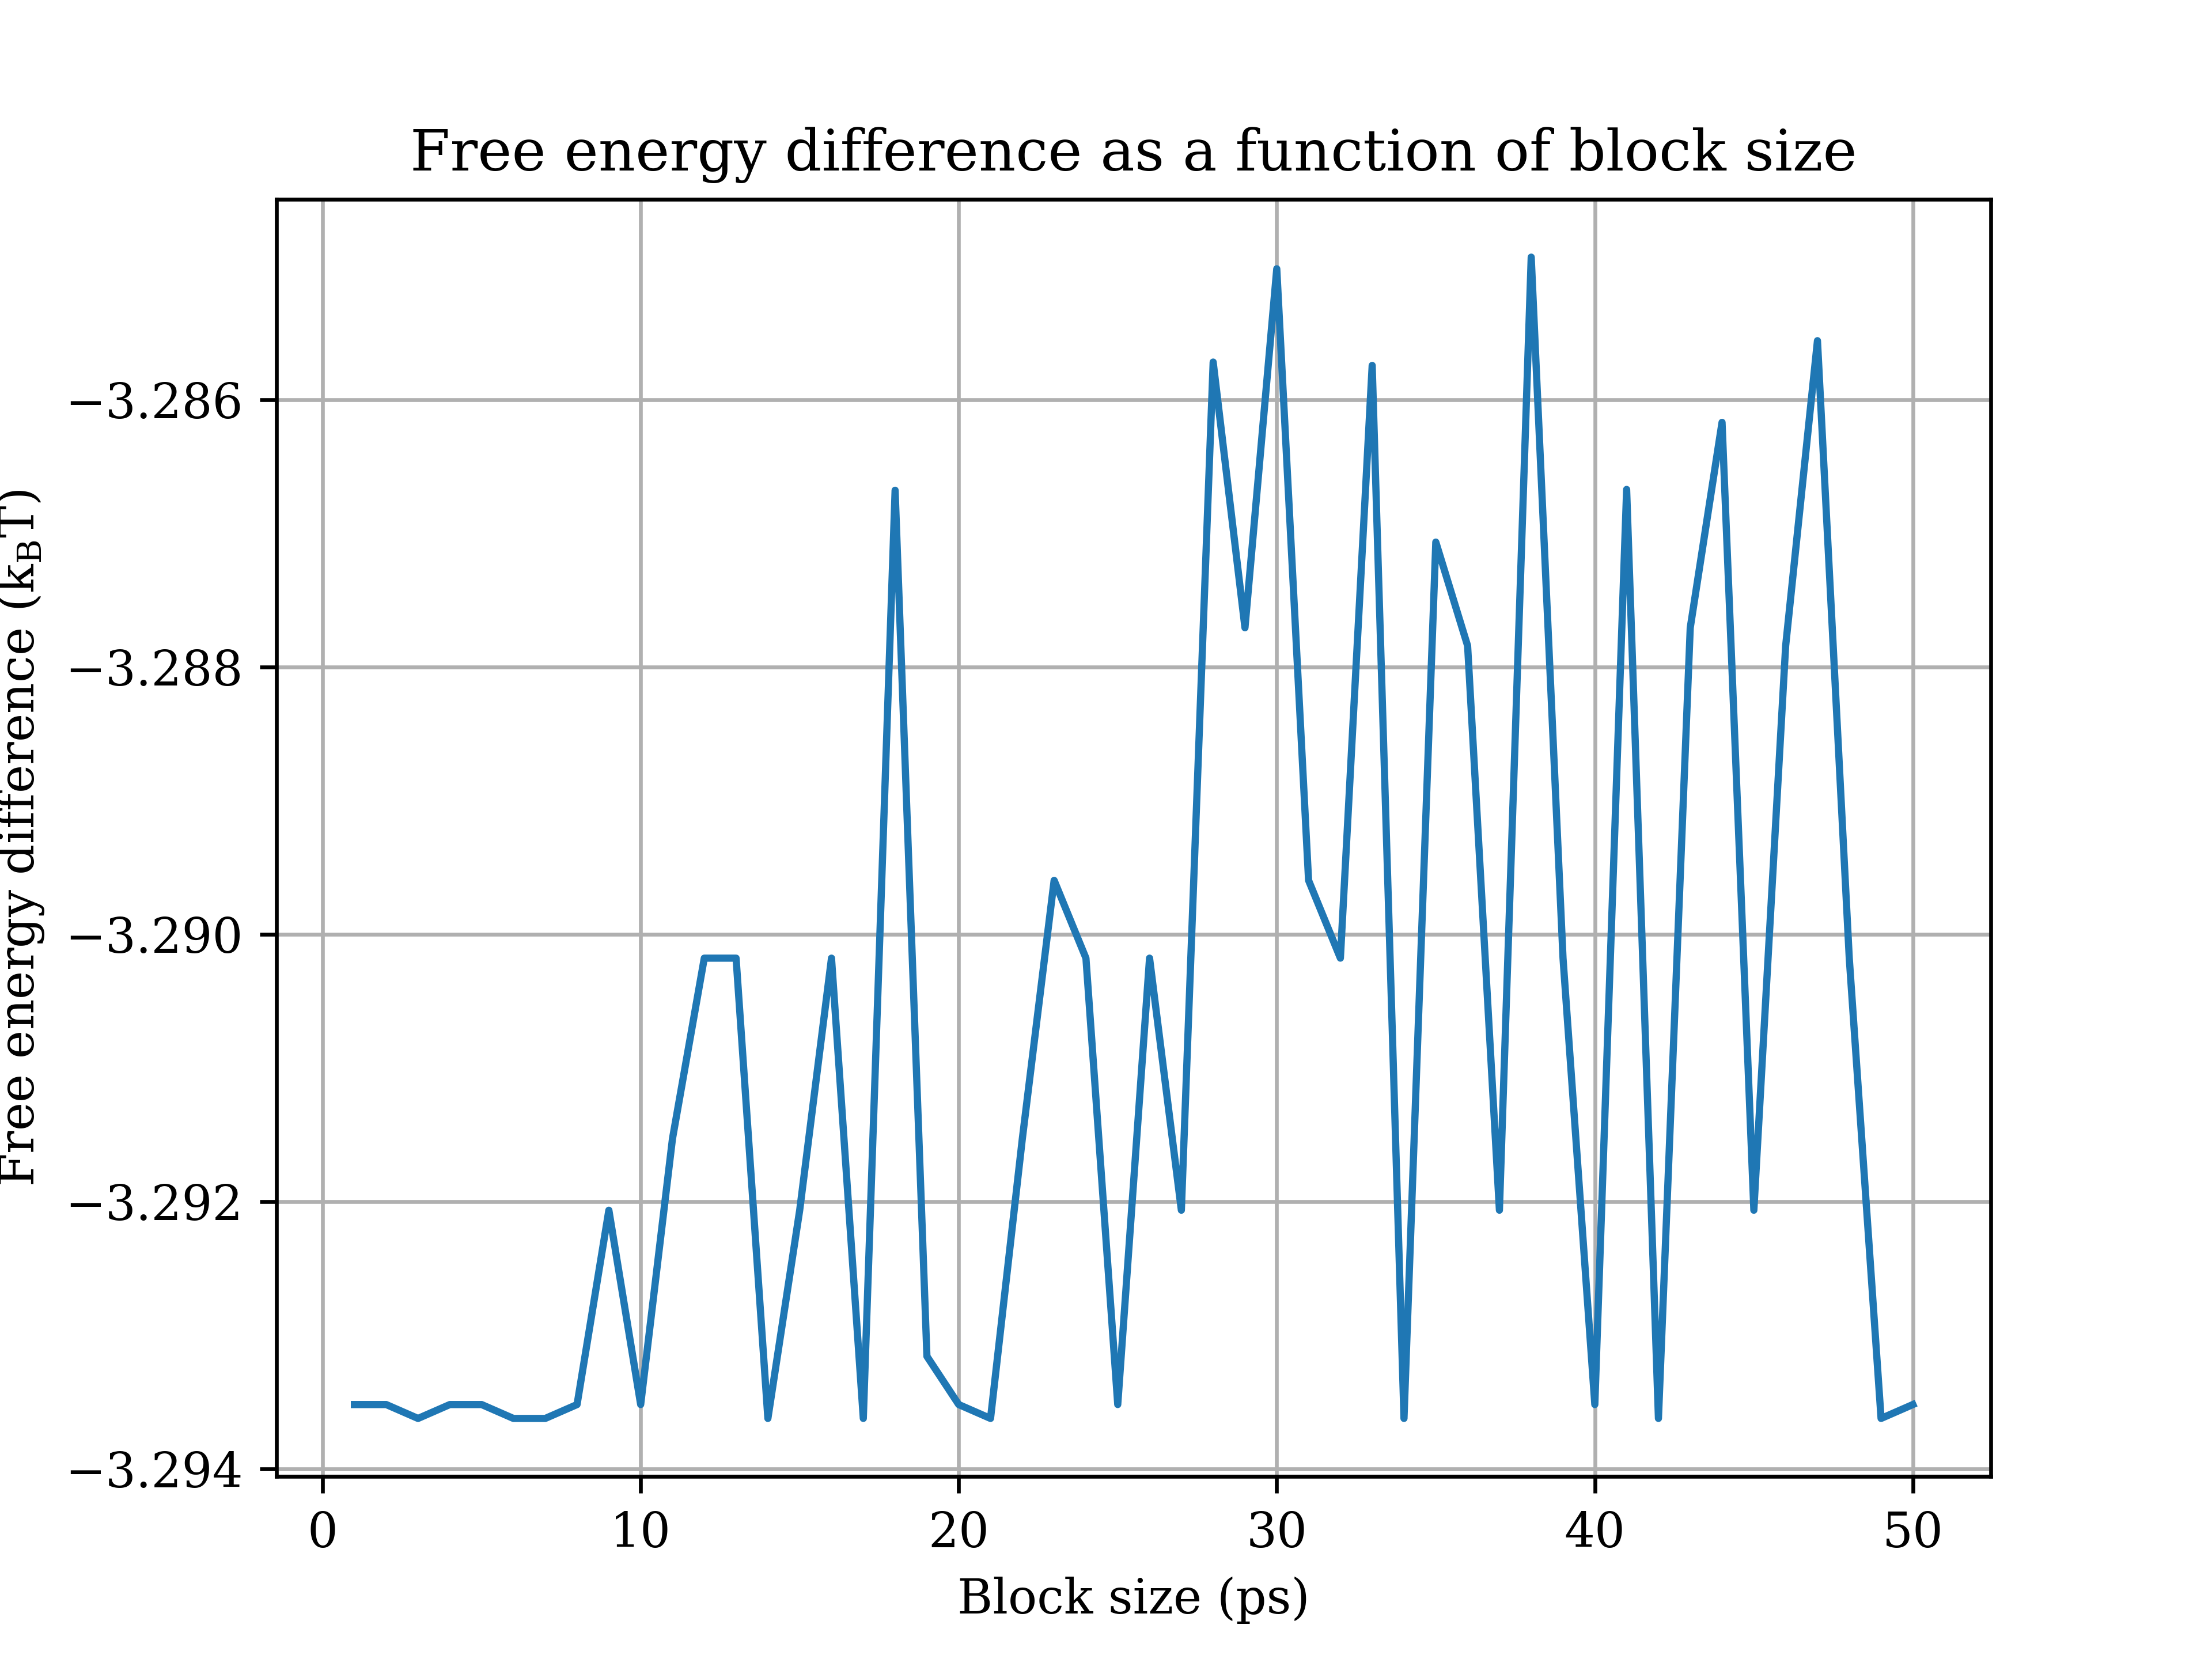 Free energy difference as a function of block size
Free energy difference (kBT)
−3.286
−3.288
−3.290
−3.292
−3.294
0 10 20 30 40 50
Block size (ps)